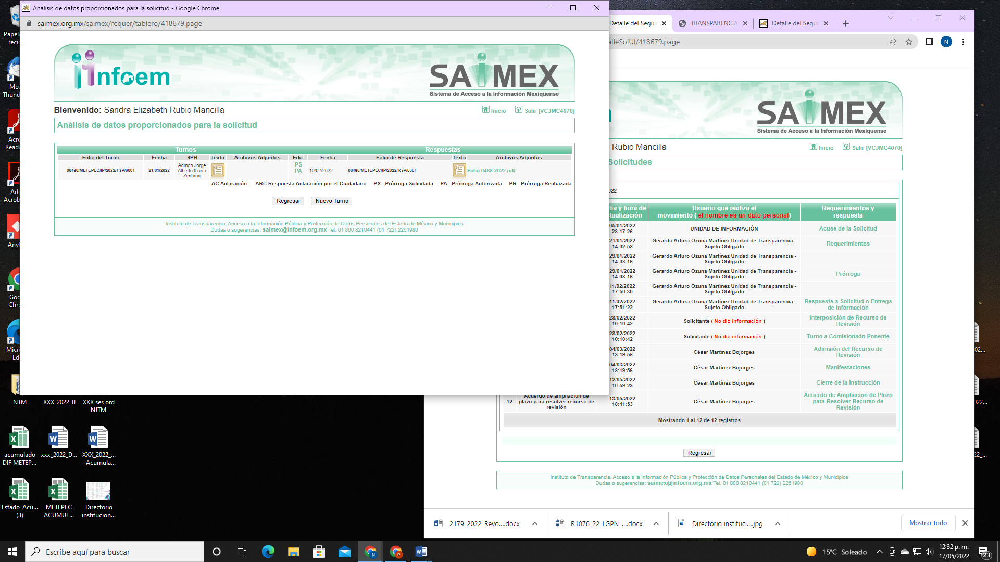 Análisis de datos proporcionados para la solicitud - Google Chrome
saimex.org.mx/saimex/requer/tablero/418679.page
infoem
SAIMEX
Sistema de Acceso a la Información Mexiquense
Bienvenido: Sandra Elizabeth Rubio Mancilla
Inicio
Salir [VCJMC4070]
Análisis de datos proporcionados para la solicitud
Turnos
Respuestas
Folio del Turno
Fecha
SPH
Texto
Archivos Adjuntos
Edo.
Fecha
Folio de Respuesta
Texto
Archivos Adjuntos
00468/METEPEC/IP/2022/TSP/0001
21/01/2022
Admon Jorge
Alberto Ibarra
Zimbrón
PS
PA
10/02/2022
00468/METEPEC/IP/2022/RSP/0001
Folio 0468 2022.pdf
AC Aclaración
ARC Respuesta Aclaración por el Ciudadano
PS - Prórroga Solicitada
PA - Prórroga Autorizada
PR - Prórroga Rechazada
Regresar
Nuevo Turno
Instituto de Transparencia, Acceso a la Información Pública y Protección de Datos Personales del Estado de México y Municipios
Dudas o sugerencias: saimex@infoem.org.mx Tel. 01 800 8210441 (01 722) 2261980
Detalle del Segui
TRANSPARENCIA
Detalle del Segui
N
alleSolUI/418679.page
SAIMEX
Sistema de Acceso a la Información Mexiquense
Rubio Mancilla
Inicio
Salir [VCJMC4070]
Solicitudes
022
ha y hora de
tualización
Usuario que realiza el
movimiento ( el nombre es un dato personal)
Requerimientos y
respuesta
05/01/2022
23:17:26
UNIDAD DE INFORMACIÓN
Acuse de la Solicitud
21/01/2022
14:02:58
Gerardo Arturo Ozuna Martínez Unidad de Transparencia -
Sujeto Obligado
Requerimientos
29/01/2022
14:08:16
Gerardo Arturo Ozuna Martínez Unidad de Transparencia -
Sujeto Obligado
29/01/2022
14:08:16
Gerardo Arturo Ozuna Martínez Unidad de Transparencia -
Sujeto Obligado
Prórroga
11/02/2022
17:50:30
Gerardo Arturo Ozuna Martínez Unidad de Transparencia -
Sujeto Obligado
11/02/2022
17:51:22
Gerardo Arturo Ozuna Martínez Unidad de Transparencia -
Sujeto Obligado
Respuesta a Solicitud o Entrega
de Información
28/02/2022
10:10:42
Solicitante ( No dio información )
Interposición de Recurso de
Revisión
28/02/2022
10:10:42
Solicitante ( No dio información )
Turno a Comisionado Ponente
04/03/2022
18:19:56
César Martínez Bojorges
Admisión del Recurso de
Revisión
04/03/2022
18:19:56
César Martínez Bojorges
Manifestaciones
12/05/2022
10:59:23
César Martínez Bojorges
Cierre de la Instrucción
12
Acuerdo de ampliación de
plazo para resolver recurso de
revisión
13/05/2022
18:41:53
César Martínez Bojorges
Acuerdo de Ampliacion de Plazo
para Resolver Recurso de
Revisión
Mostrando 1 al 12 de 12 registros
Regresar
Instituto de Transparencia, Acceso a la Información Pública y Protección de Datos Personales del Estado de México y Municipios
Dudas o sugerencias: saimex@infoem.org.mx Tel. 01 800 8210441 (01 722) 2261980
2179_2022_Revo....docx
R1076_22_LGPN_....docx
Directorio instituci....jpg
Mostrar todo
Pape
reci
Moz
Thund
Acro
Reade
Ado
Acroba
Any
Goo
Chro
Micro
Ed
NTM
XXX_2022_IJ
XXX ses ord
NJTM
acumulado
DIF METEP...
xxx_2022_D...
XXX_2022_...
- Acumula...
Estado_Acu...
(3)
METEPEC
ACUMUL...
Directorio
institucion...
02...
022...
22_...
Escribe aquí para buscar
N
P
15°C Soleado
12:32 p. m.
17/05/2022
23